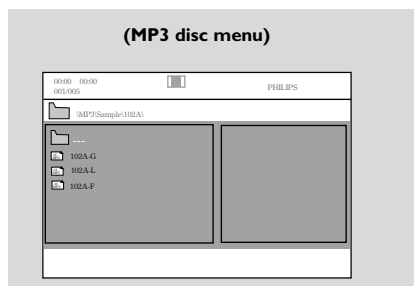 (MP3 disc menu)
00:00 00:00
001/005
PHILIPS
\MP3\Sample\102A\
---
102A-G
102A-L
102A-F